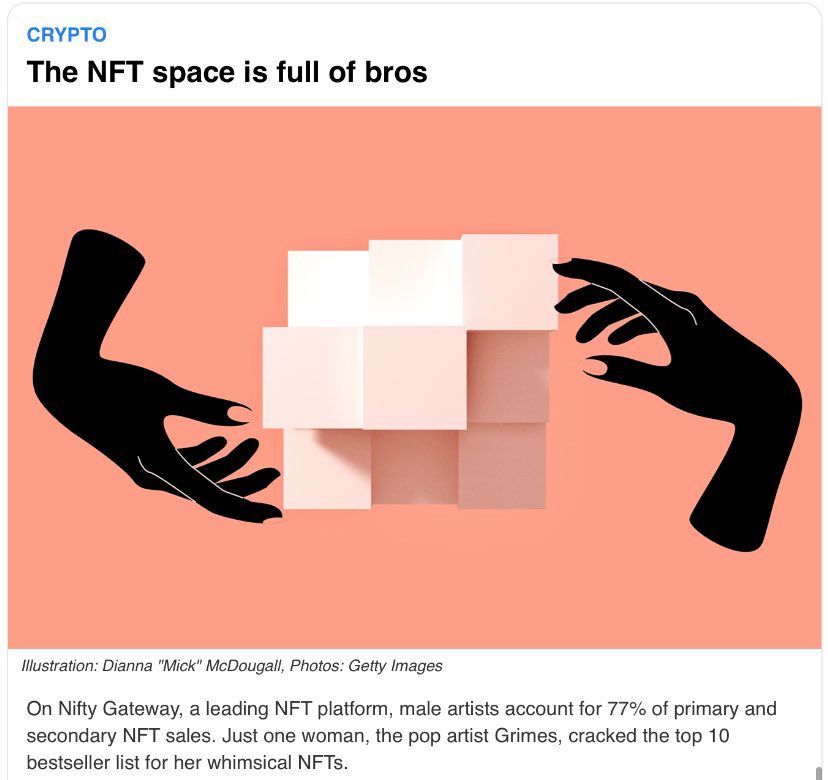 CRYPTO
The NFT space is full of bros
Illustration: Dianna "Mick" McDougall, Photos: Getty Images
On Nifty Gateway, a leading NFT platform, male artists account for 77% of primary and
secondary NFT sales. Just one woman, the pop artist Grimes, cracked the top 10
bestseller list for her whimsical NFTs.